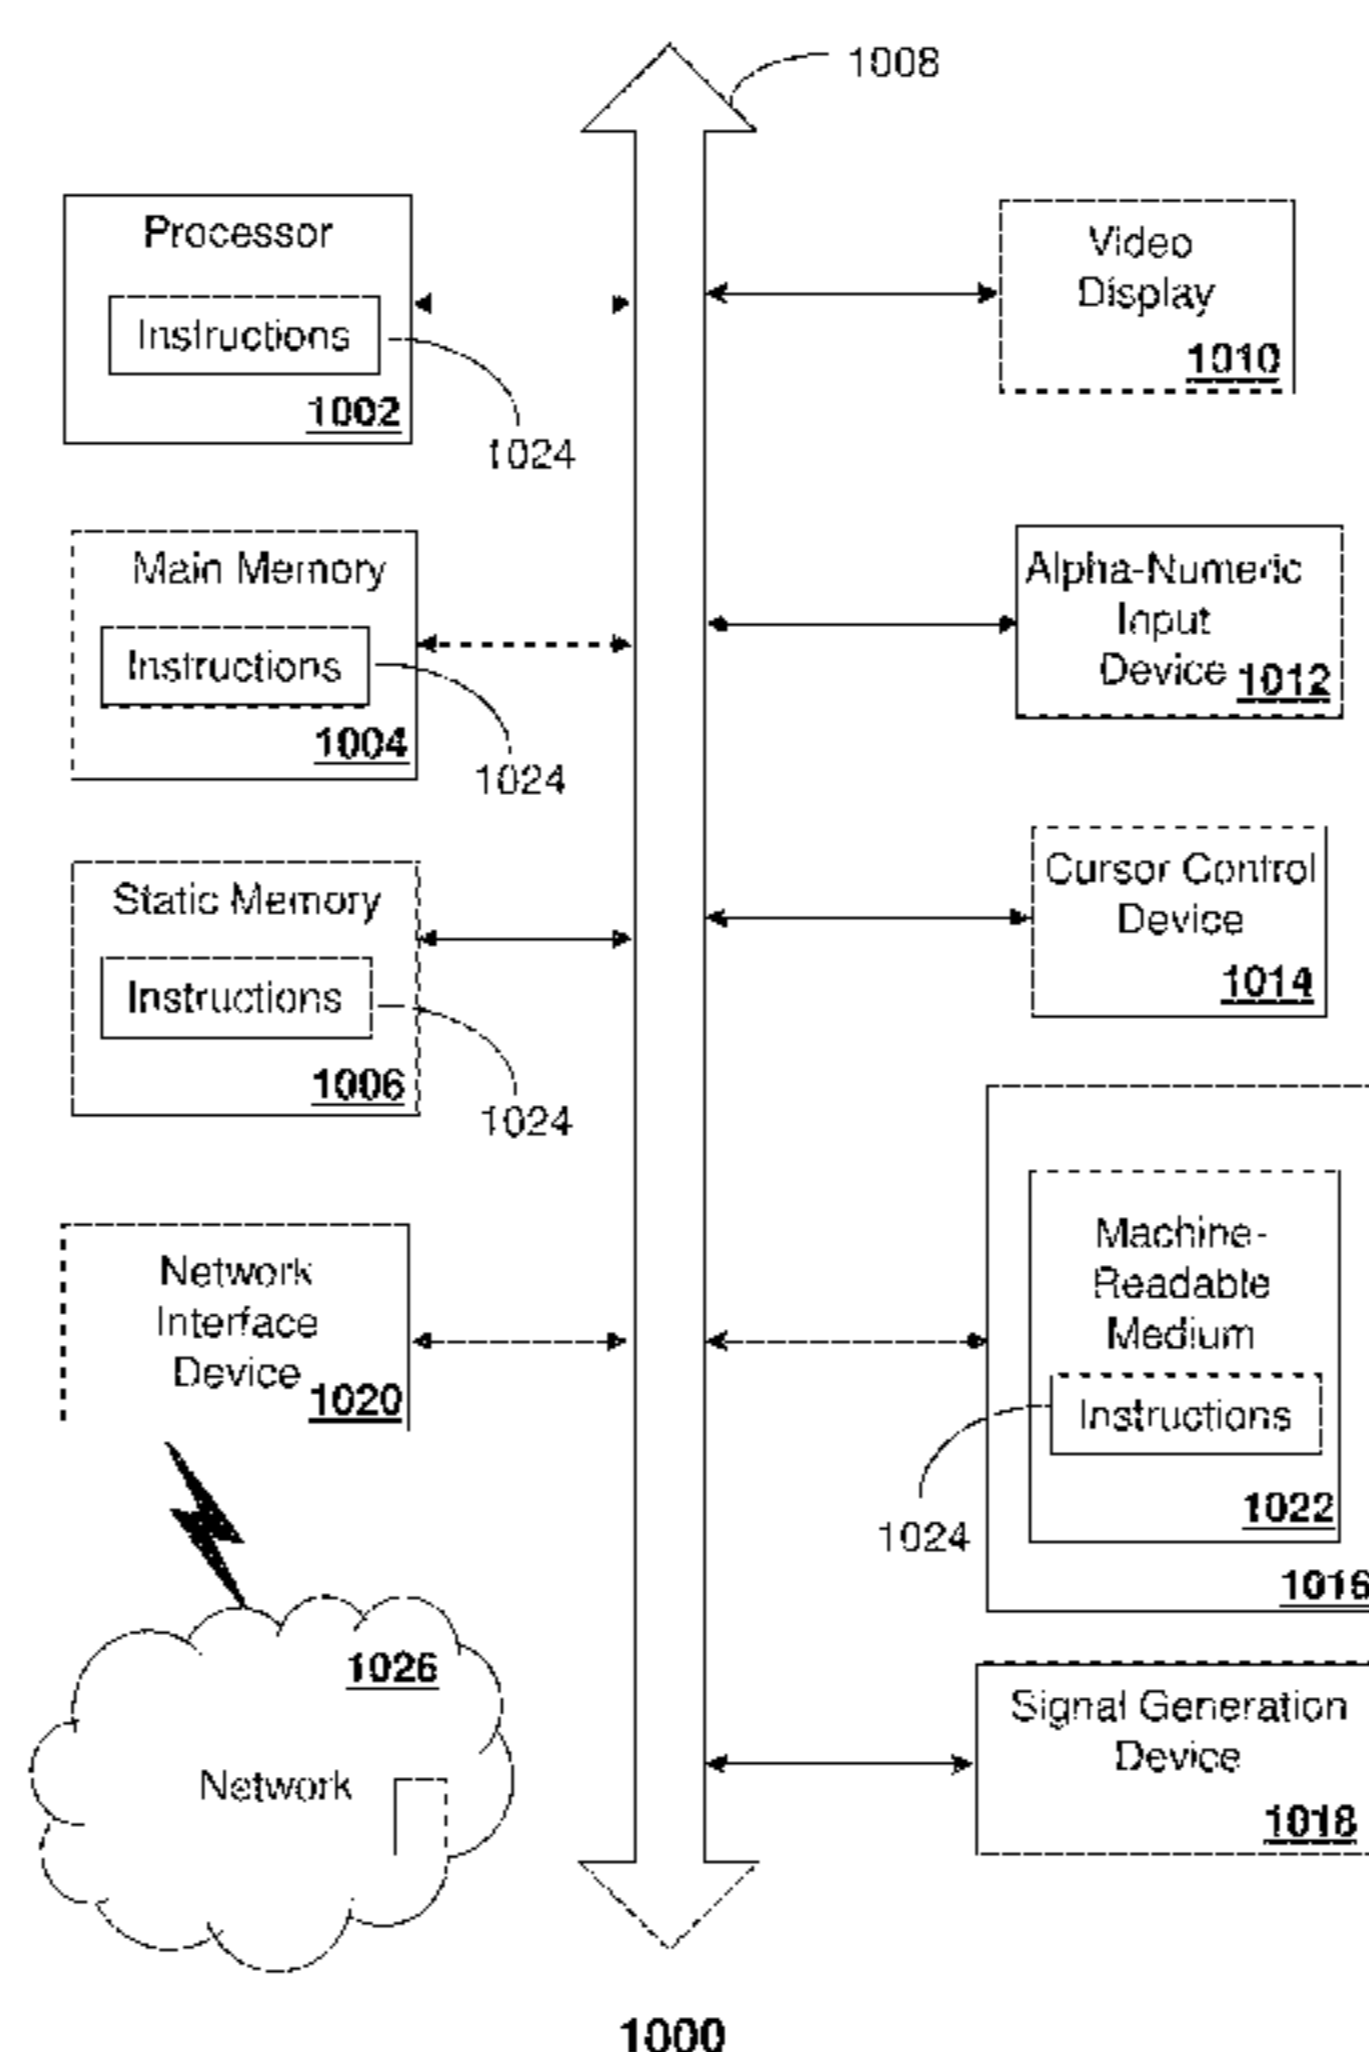 1008
Processor
Instructions
1002
1024
Main Memory
Instructions
1004
1024
Static Memory
Instructions
1006
1024
Network
Interface
Device
1020
1026
Network
Video
Display
1010
Alpha-Numeric
Input
Device
1012
Cursor Control
Device
1014
Machine-
Readable
Medium
Instructions
1024
1022
1016
Signal Generation
Device
1018
1000